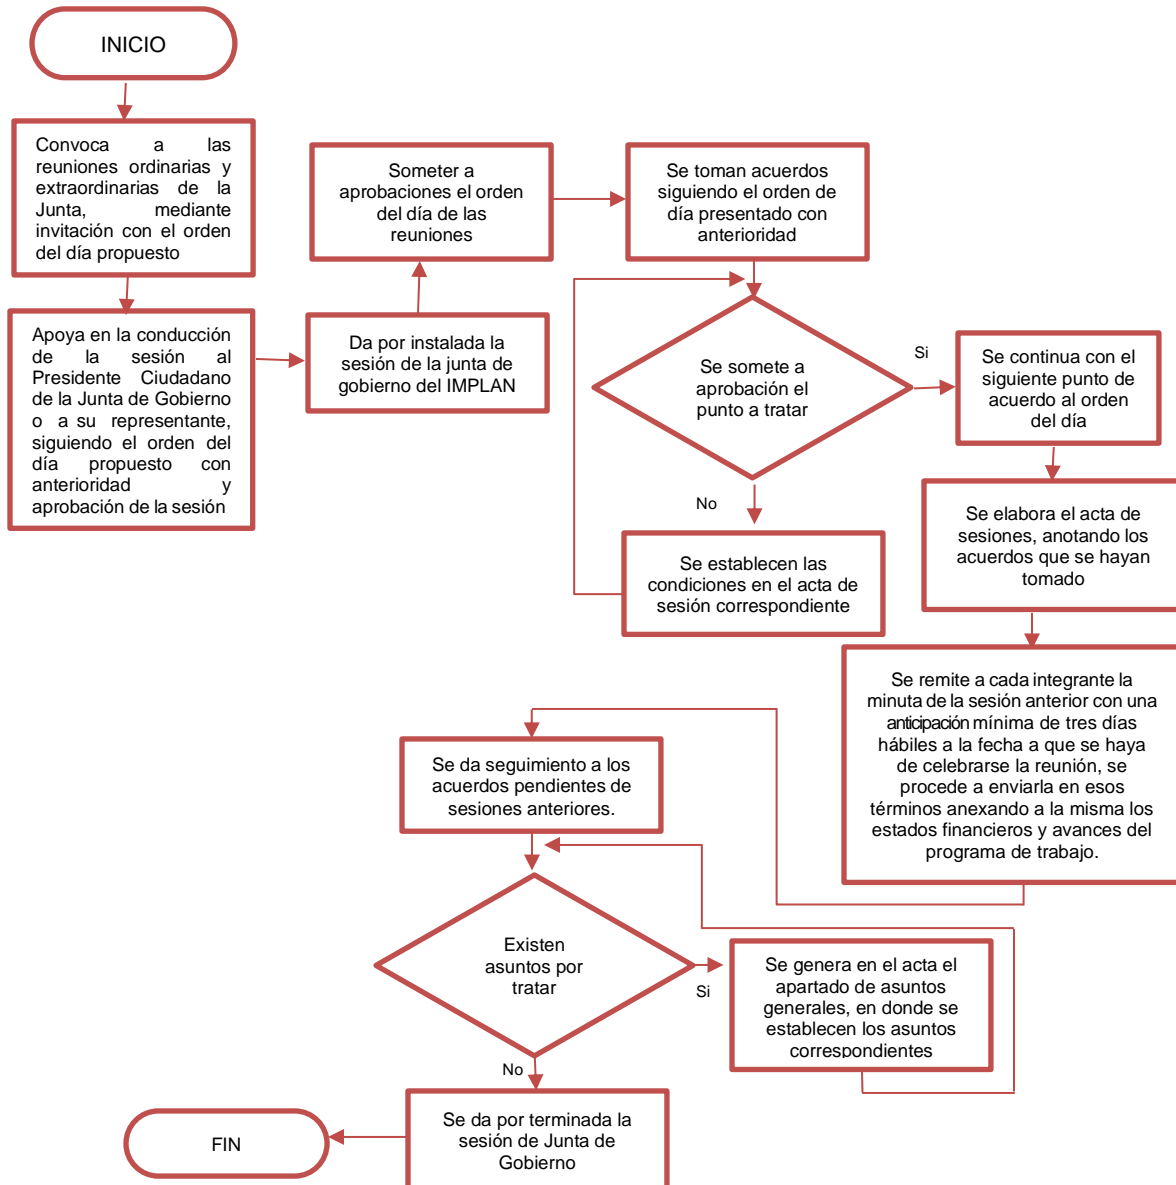 INICIO
Convoca a las
reuniones ordinarias y
extraordinarias de la
Junta, mediante
invitación con el orden
del día propuesto
Apoya en la conducción
de la sesión al
Presidente Ciudadano
de la Junta de Gobierno
o a su representante,
siguiendo el orden del
día propuesto con
anterioridad y
aprobación de la sesión
Da por instalada la
sesión de la junta de
gobierno del IMPLAN
Someter a
aprobaciones el orden
del día de las
reuniones
Se toman acuerdos
siguiendo el orden de
día presentado con
anterioridad
Se somete a
aprobación el
punto a tratar
Si
No
Se establecen las
condiciones en el acta de
sesión correspondiente
Se continua con el
siguiente punto de
acuerdo al orden
del día
Se elabora el acta de
sesiones, anotando los
acuerdos que se hayan
tomado
Se remite a cada integrante la
minuta de la sesión anterior con una
anticipación mínima de tres días
hábiles a la fecha a que se haya
de celebrarse la reunión, se
procede a enviarla en esos
términos anexando a la misma los
estados financieros y avances del
programa de trabajo.
Se da seguimiento a los
acuerdos pendientes de
sesiones anteriores.
Existen
asuntos por
tratar
Si
No
Se genera en el acta el
apartado de asuntos
generales, en donde se
establecen los asuntos
correspondientes
Se da por terminada la
sesión de Junta de
Gobierno
FIN